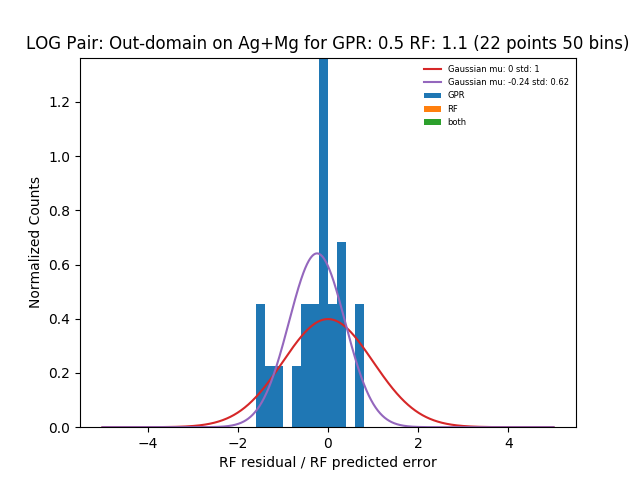 LOG Pair: Out-domain on Ag+Mg for GPR: 0.5 RF: 1.1 (22 points 50 bins)
Gaussian mu: 0 std: 1
Gaussian mu: -0.24 std: 0.62
GPR
RF
both
Normalized Counts
1.2
1.0
0.8
0.6
0.4
0.2
0.0
−4 −2 0 2 4
RF residual / RF predicted error